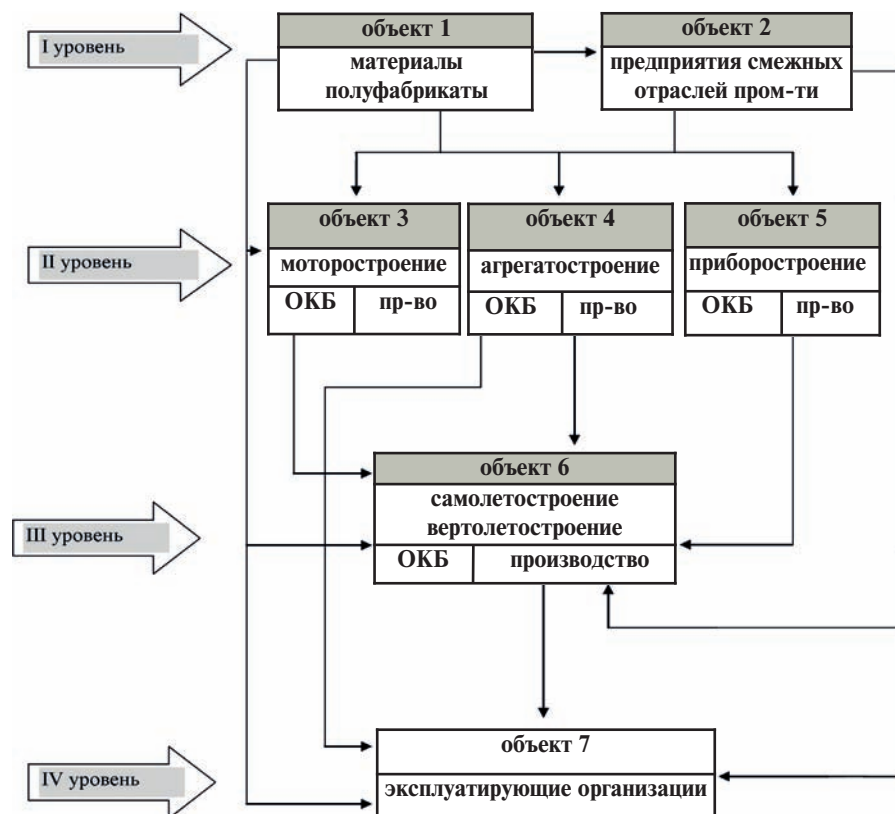 I уровень
объект 1
материалы
полуфабрикаты
объект 2
предприятия смежных
отраслей пром-ти
II уровень
объект 3
моторостроение
ОКБ
пр-во
объект 4
агрегатостроение
ОКБ
пр-во
объект 5
приборостроение
ОКБ
пр-во
III уровень
объект 6
самолетостроение
вертолетостроение
ОКБ
производство
IV уровень
объект 7
эксплуатирующие организации